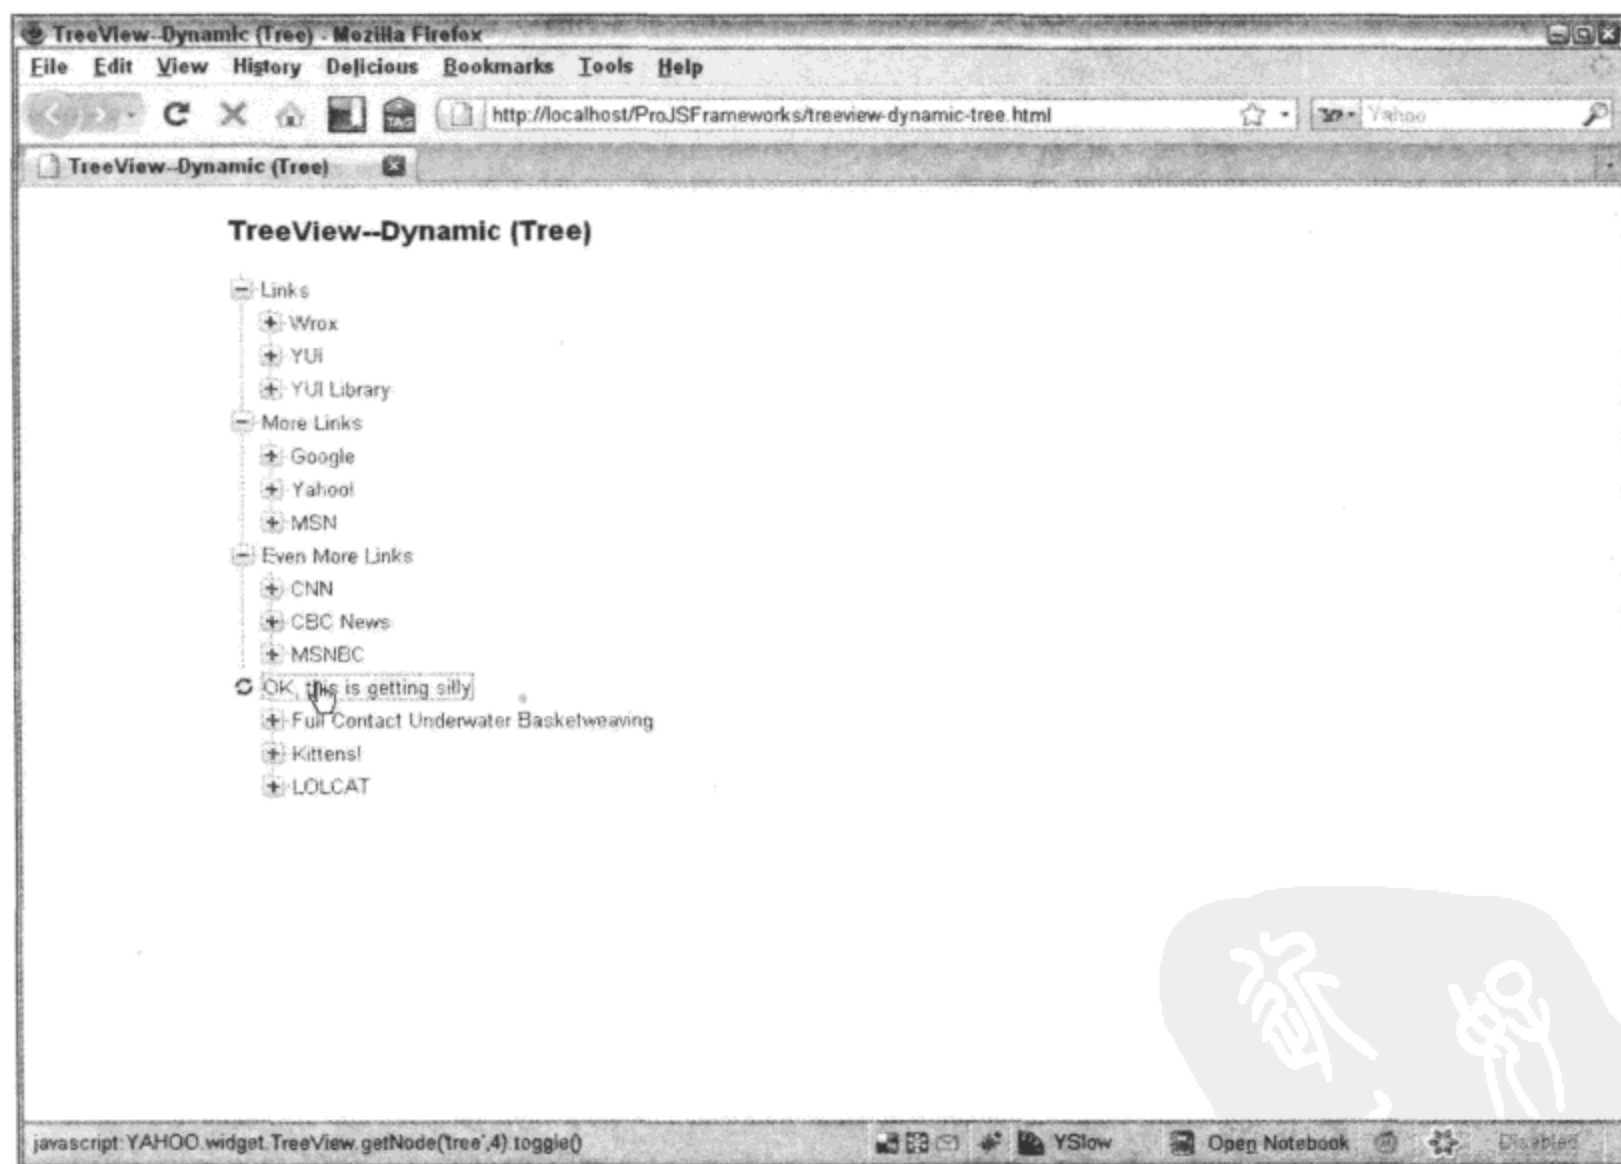 TreeView--Dynamic (Tree) - Mozilla Firefox
File Edit View History Delicious Bookmarks Tools Help
TAG http://localhost/ProJSFrameworks/treeview-dynamic-tree.html Yahoo
TreeView--Dynamic (Tree)
TreeView--Dynamic (Tree)
Links
Wrox
YUi
YUI Library
More Links
Google
Yahoo!
MSN
Even More Links
CNN
CBC News
MSNBC
OK, this is getting silly
Full Contact Underwater Basketweaving
Kittens!
LOLCAT
javascript:YAHOO.widget.TreeView.getNode('tree',4).toggle() YSlow Open Notebook Disabled